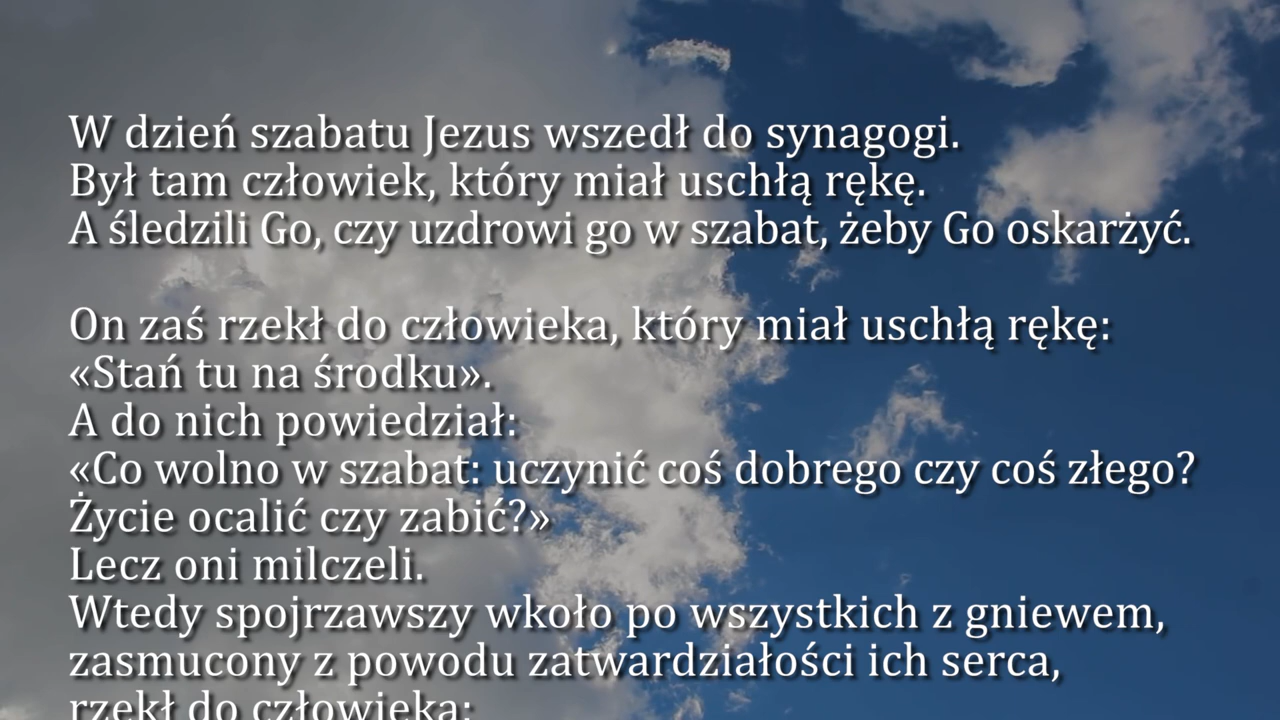 W dzień szabatu Jezus wszedł do synagogi.
Był tam człowiek, który miał uschłą rękę.
A śledzili Go, czy uzdrowi go w szabat, żeby Go oskarżyć.
On zaś rzekł do człowieka, który miał uschłą rękę:
«Stań tu na środku».
A do nich powiedział:
«Co wolno w szabat: uczynić coś dobrego czy coś złego?
Życie ocalić czy zabić?»
Lecz oni milczeli.
Wtedy spojrzawszy wkoło po wszystkich z gniewem,
zasmucony z powodu zatwardziałości ich serca,
rzekł do człowieka: